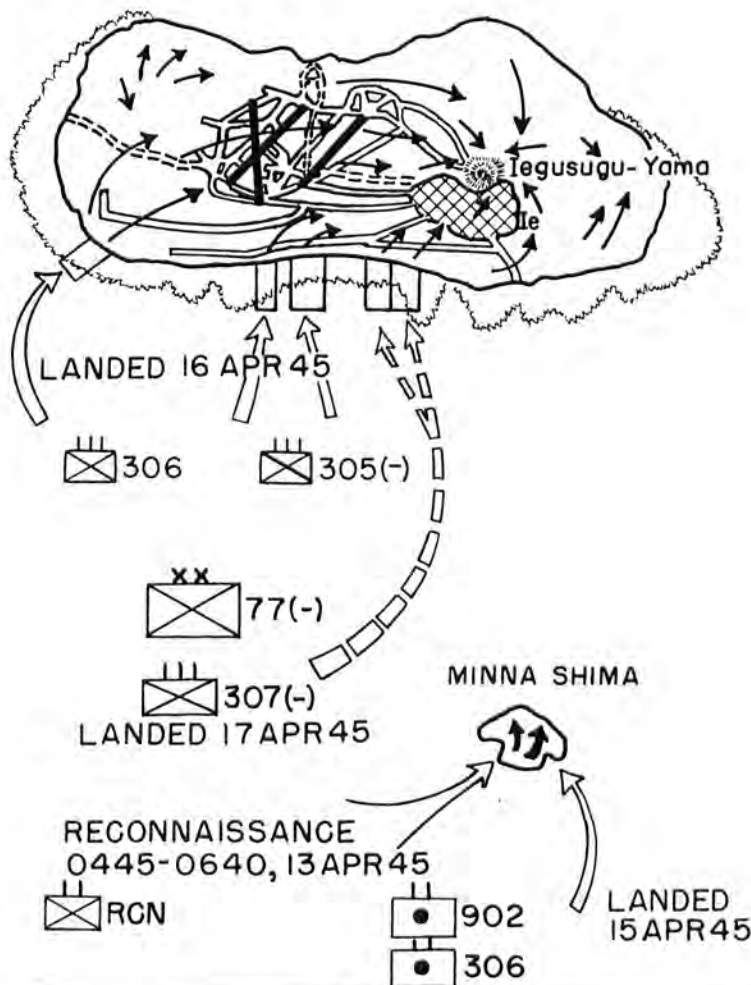 Iegusugu-Yama
Ie
LANDED 16 APR 45
306
305(-)
XX
77(-)
307(-)
LANDED 17 APR 45
MINNA SHIMA
RECONNAISSANCE
0445-0640, 13 APR 45
RCN
902
306
LANDED
15 APR 45